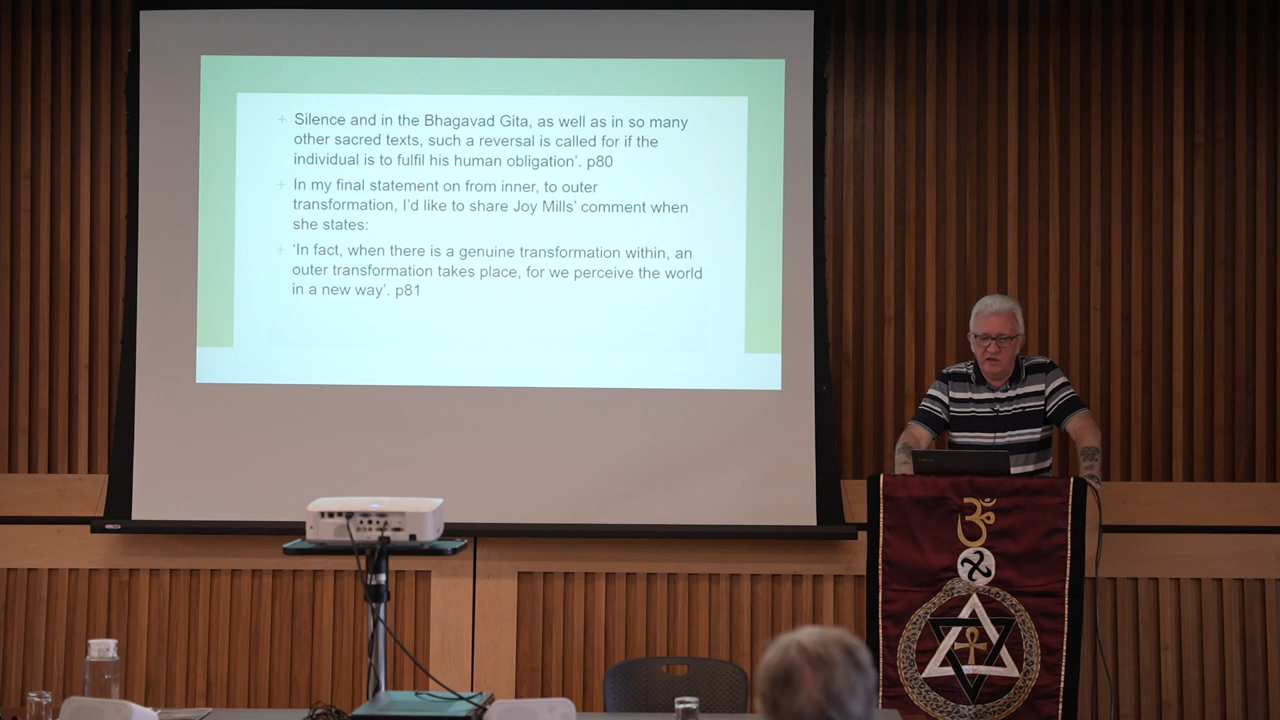 + Silence and in the Bhagavad Gita, as well as in so many
other sacred texts, such a reversal is called for if the
individual is to fulfil his human obligation’. p80
+ In my final statement on from inner, to outer
transformation, I’d like to share Joy Mills’ comment when
she states:
+ ‘In fact, when there is a genuine transformation within, an
outer transformation takes place, for we perceive the world
in a new way’. p81
ॐ